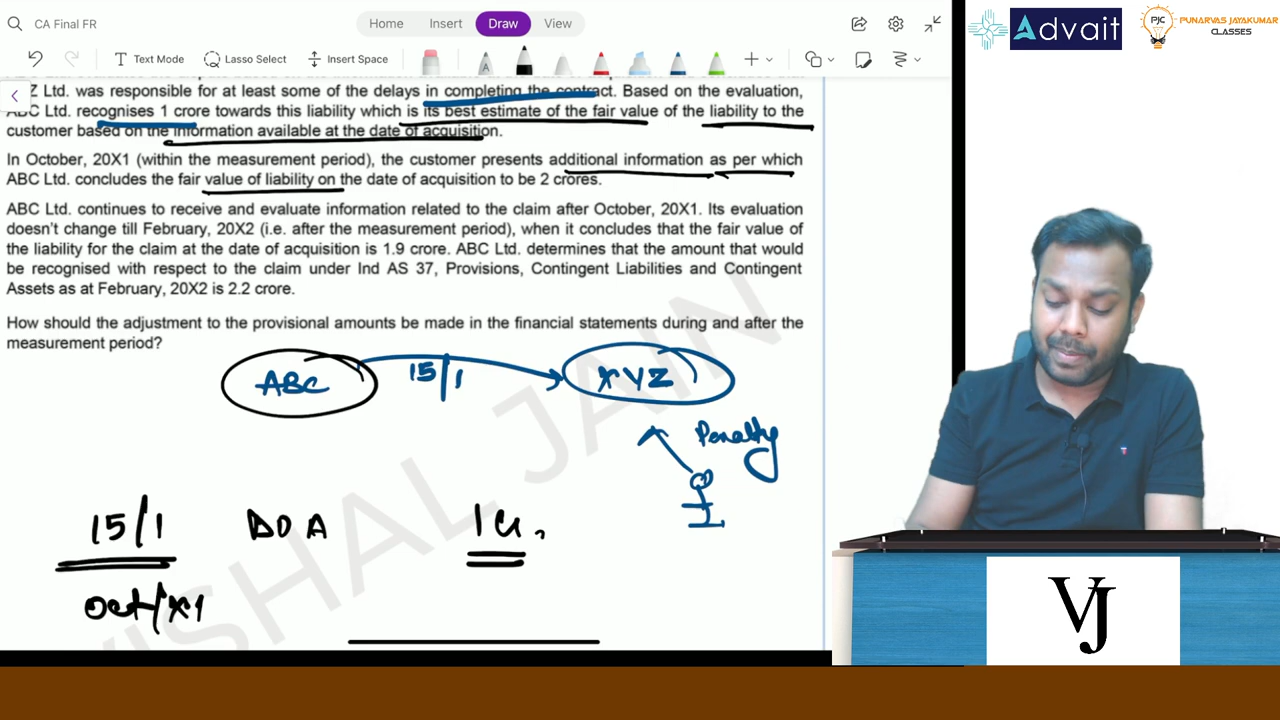 CA Final FR
Home Insert Draw View
Text Mode Lasso Select Insert Space
Advait
PJC PUNARVAS JAYAKUMAR
CLASSES
Z Ltd. was responsible for at least some of the delays in completing the contract. Based on the evaluation,
ABC Ltd. recognises 1 crore towards this liability which is its best estimate of the fair value of the liability to the
customer based on the information available at the date of acquisition.
In October, 20X1 (within the measurement period), the customer presents additional information as per which
ABC Ltd. concludes the fair value of liability on the date of acquisition to be 2 crores.
ABC Ltd. continues to receive and evaluate information related to the claim after October, 20X1. Its evaluation
doesn't change till February, 20X2 (i.e. after the measurement period), when it concludes that the fair value of
the liability for the claim at the date of acquisition is 1.9 crore. ABC Ltd. determines that the amount that would
be recognised with respect to the claim under Ind AS 37, Provisions, Contingent Liabilities and Contingent
Assets as at February, 20X2 is 2.2 crore.
How should the adjustment to the provisional amounts be made in the financial statements during and after the
measurement period?
ABC 15/1 XYZ
Penalty
15/1 DOA 1 cr.
Oct/X1
VISHAL JAIN
VJ